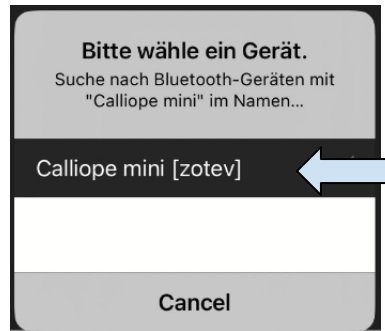 Bitte wähle ein Gerät.
Suche nach Bluetooth-Geräten mit
"Calliope mini" im Namen...
Calliope mini [zotev]
Cancel